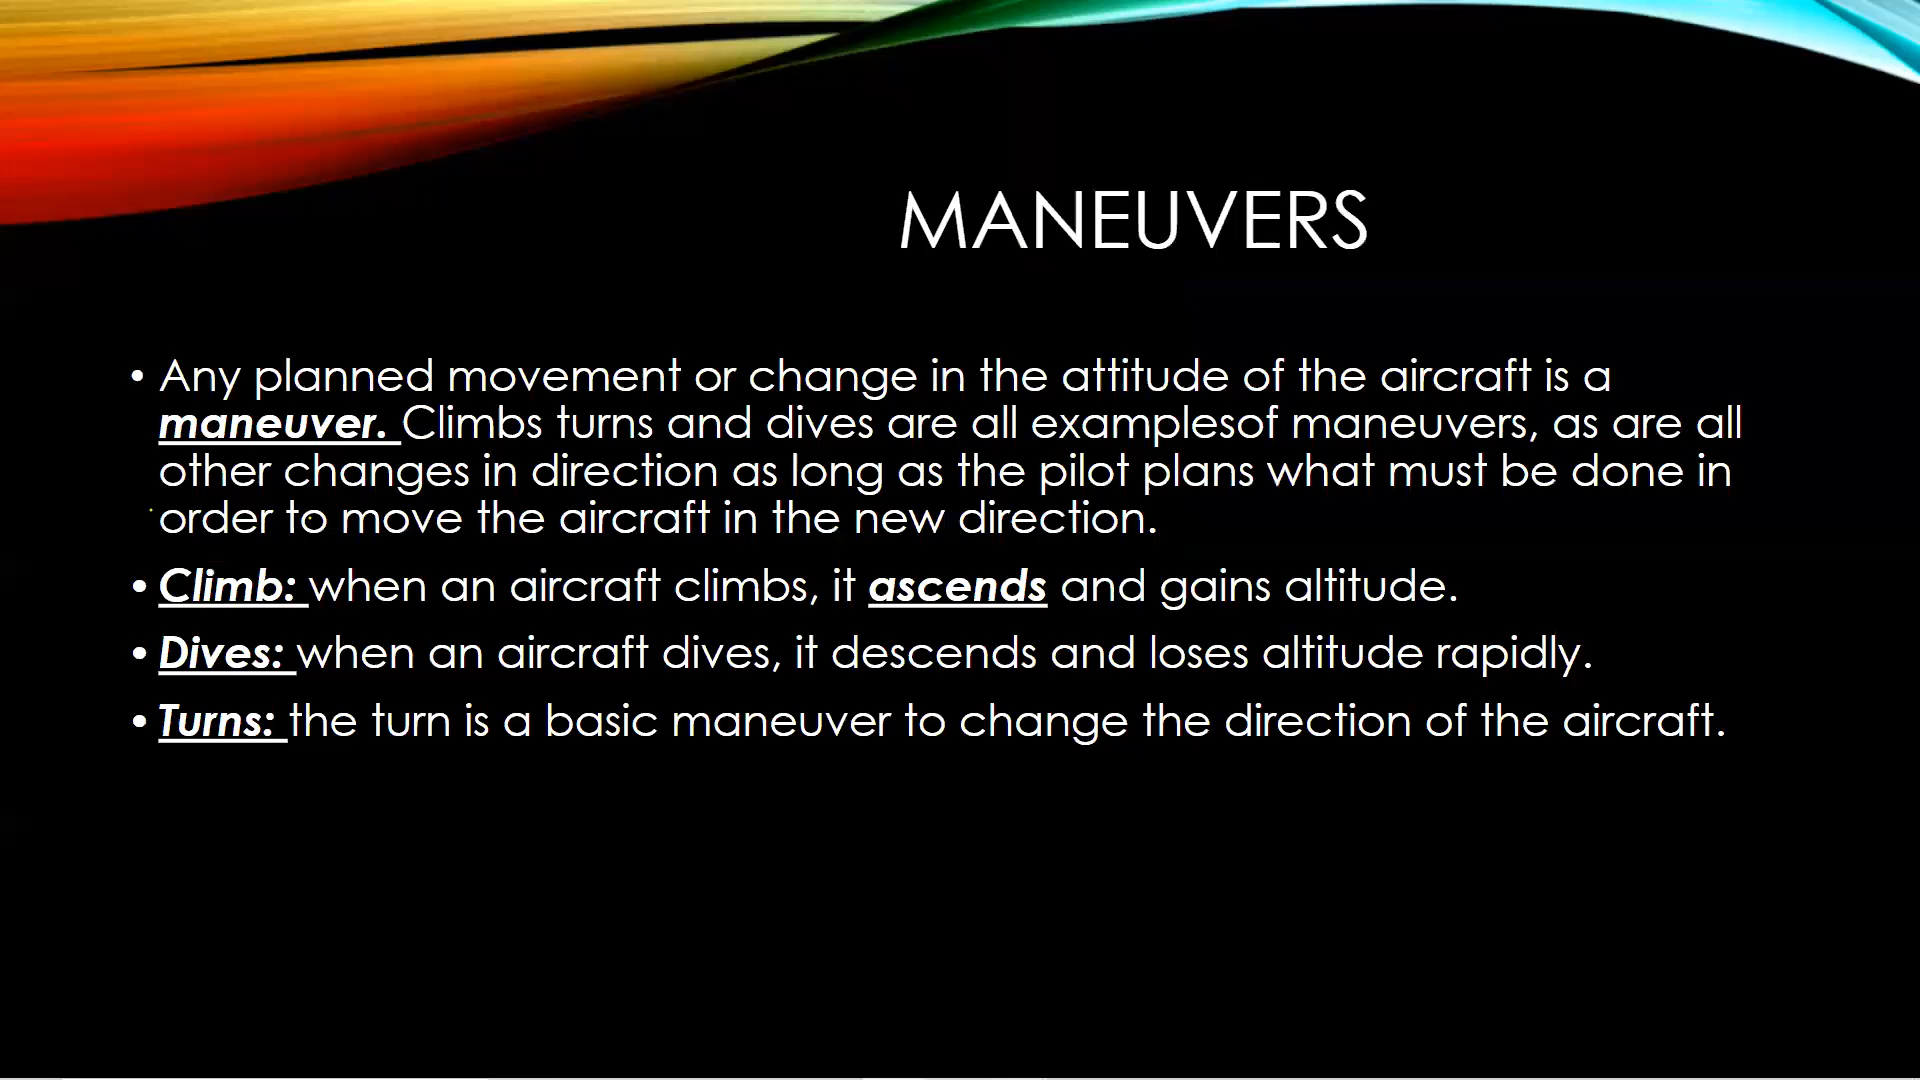 MANEUVERS
• Any planned movement or change in the attitude of the aircraft is a
maneuver. Climbs turns and dives are all examplesof maneuvers, as are all
other changes in direction as long as the pilot plans what must be done in
order to move the aircraft in the new direction.
• Climb: when an aircraft climbs, it ascends and gains altitude.
• Dives: when an aircraft dives, it descends and loses altitude rapidly.
• Turns: the turn is a basic maneuver to change the direction of the aircraft.